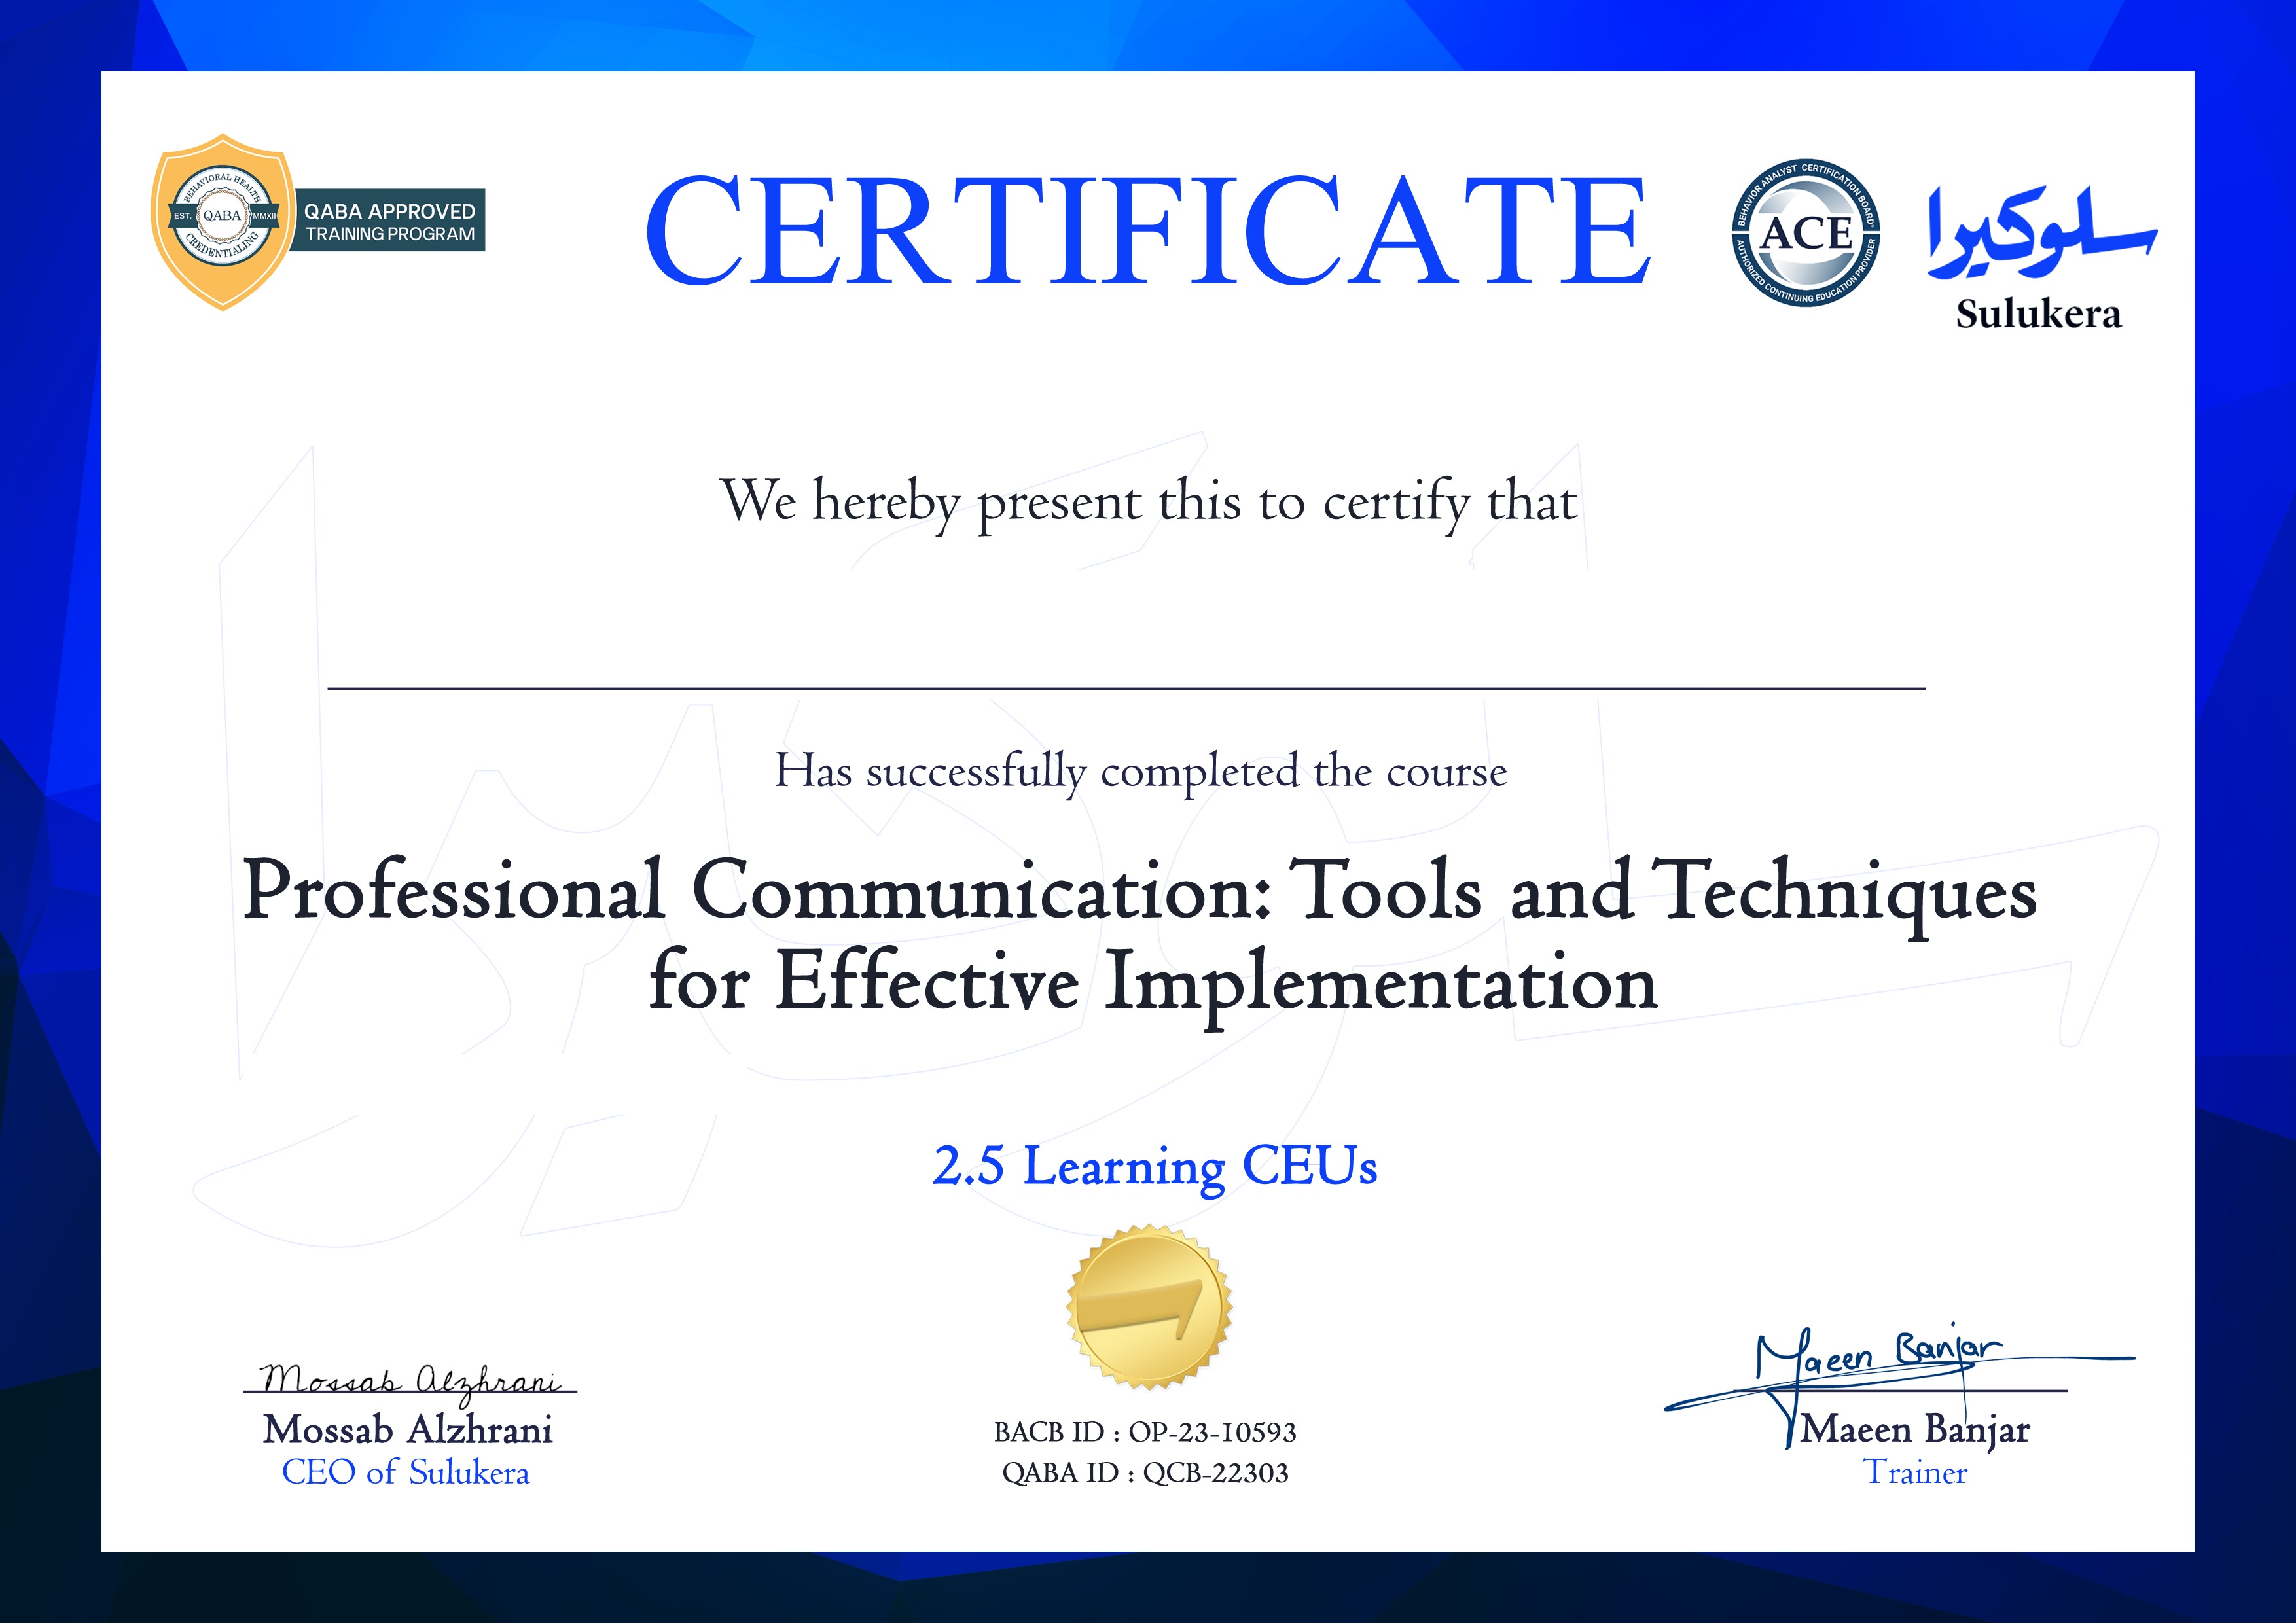 BEHAVIORAL HEALTH
EST. QABA MMXII
CREDENTIALING
QABA APPROVED
TRAINING PROGRAM
CERTIFICATE
BEHAVIOR ANALYST CERTIFICATION BOARD®
ACE
AUTHORIZED CONTINUING EDUCATION PROVIDER
سلوكيرا
Sulukera
We hereby present this to certify that
Has successfully completed the course
Professional Communication: Tools and Techniques
for Effective Implementation
2.5 Learning CEUs
Mossab Alzhrani
Mossab Alzhrani
CEO of Sulukera
BACB ID : OP-23-10593
QABA ID : QCB-22303
Maeen Banjar
Maeen Banjar
Trainer